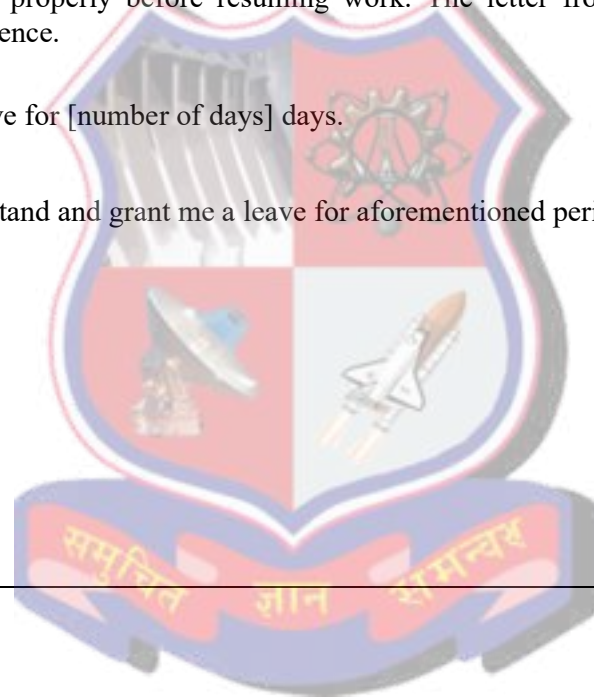 properly before resuming work. The letter fro
ence.
ve for [number of days] days.
tand and grant me a leave for aforementioned peri
समुचित ज्ञान समन्वय